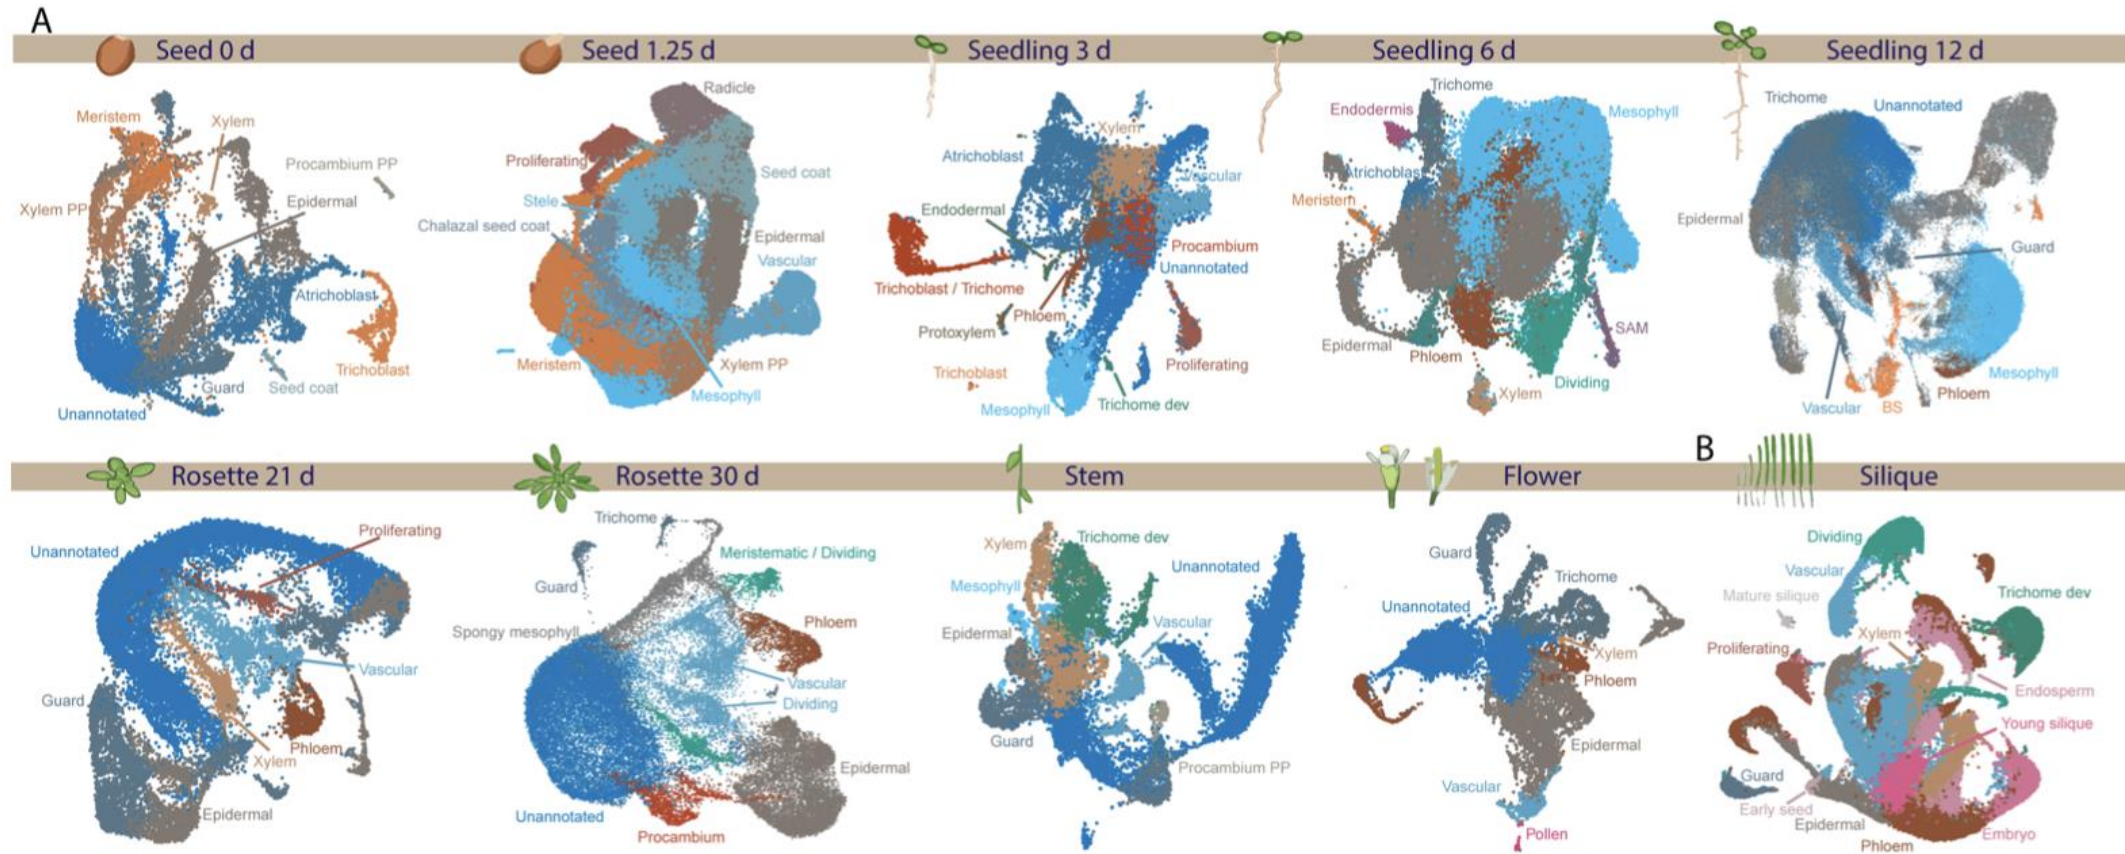 A
Seed 0 d
Seed 1.25 d
Seedling 3 d
Seedling 6 d
Seedling 12 d
Meristem
Xylem
Procambium PP
Xylem PP
Epidermal
Atrichoblast
Trichoblast
Guard
Seed coat
Unannotated
Radicle
Proliferating
Seed coat
Stele
Chalazal seed coat
Epidermal
Vascular
Meristem
Xylem PP
Mesophyll
Xylem
Atrichoblast
Vascular
Endodermal
Procambium
Unannotated
Trichoblast / Trichome
Phloem
Protoxylem
Proliferating
Trichoblast
Mesophyll
Trichome dev
Trichome
Endodermis
Mesophyll
Atrichoblast
Meristem
SAM
Epidermal
Phloem
Dividing
Xylem
Trichome
Unannotated
Epidermal
Guard
Mesophyll
Phloem
Vascular
BS
Rosette 21 d
Rosette 30 d
Stem
Flower
B
Silique
Proliferating
Unannotated
Vascular
Guard
Phloem
Xylem
Epidermal
Trichome
Meristematic / Dividing
Guard
Phloem
Spongy mesophyll
Vascular
Dividing
Epidermal
Unannotated
Procambium
Xylem
Trichome dev
Unannotated
Mesophyll
Vascular
Epidermal
Guard
Procambium PP
Guard
Trichome
Unannotated
Xylem
Phloem
Epidermal
Vascular
Pollen
Dividing
Vascular
Mature silique
Trichome dev
Xylem
Proliferating
Endosperm
Young silique
Guard
Early seed
Epidermal
Embryo
Phloem